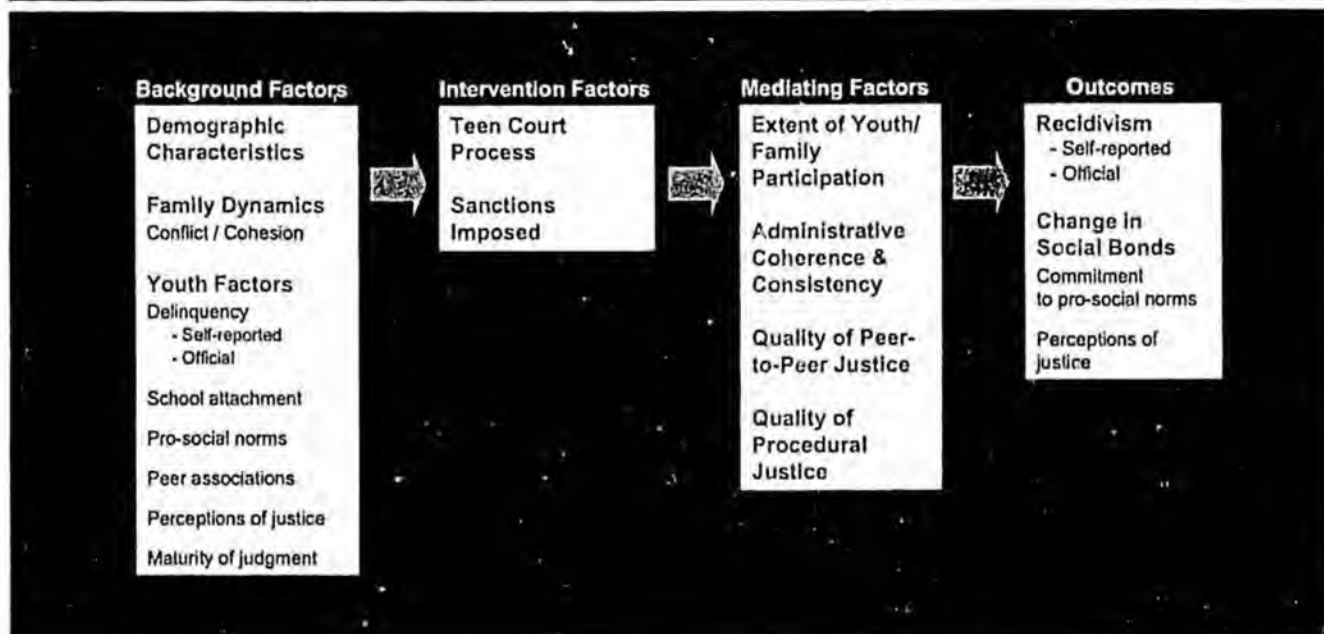 Background Factors
Demographic
Characteristics
Family Dynamics
Conflict / Cohesion
Youth Factors
Delinquency
- Self-reported
- Official
School attachment
Pro-social norms
Peer associations
Perceptions of justice
Maturity of judgment
Intervention Factors
Teen Court
Process
Sanctions
Imposed
Mediating Factors
Extent of Youth/
Family
Participation
Administrative
Coherence &
Consistency
Quality of Peer-
to-Peer Justice
Quality of
Procedural
Justice
Outcomes
Recidivism
- Self-reported
- Official
Change in
Social Bonds
Commitment
to pro-social norms
Perceptions of
justice